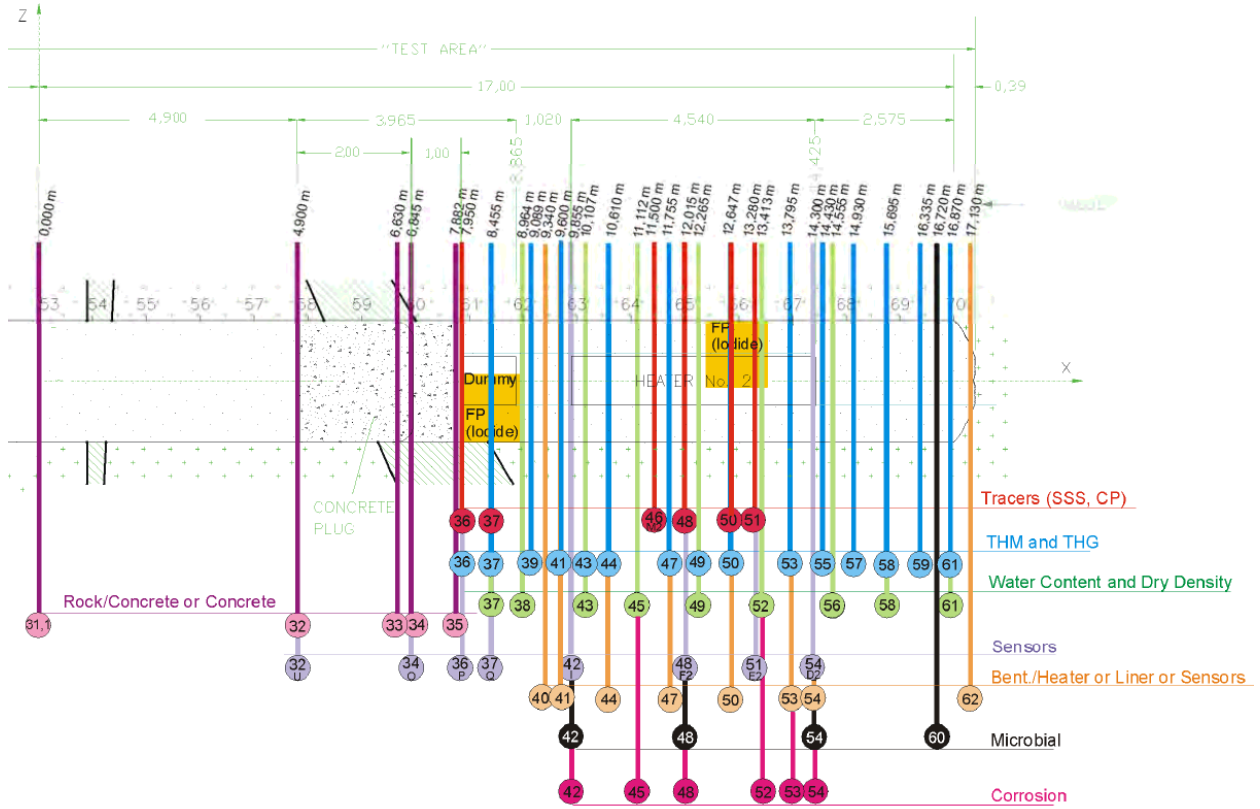 Z
"TEST AREA"
17,00
0,39
4,900
3,965
1,020
4,540
2,575
2,00
1,00
8,865
14,425
0,000 m
4,800 m
6,630 m
6,845 m
7,882 m
7,950 m
8,455 m
8,964 m
9,089 m
9,340 m
9,600 m
9,855 m
10,107 m
10,610 m
11,112 m
11,500 m
11,755 m
12,015 m
12,265 m
12,647 m
13,280 m
13,413 m
13,795 m
14,300 m
14,430 m
14,555 m
14,930 m
15,695 m
16,335 m
16,720 m
16,870 m
17,130 m
53 54 55 56 57 58 59 60 61 62 63 64 65 66 67 68 69 70
FP
(Iodide)
Dummy
HEATER No. 2
X
FP
(Iodide)
CONCRETE
PLUG
Tracers (SSS, CP)
36 37 46 48 50 51
THM and THG
36 37 39 41 43 44 47 49 50 53 55 57 58 59 61
Water Content and Dry Density
37 38 43 45 49 52 56 58 61
Rock/Concrete or Concrete
31,1 32 33 34 35
Sensors
32 34 36 37 42 48 51 54
U O P Q I F2 E2 D2
Bent./Heater or Liner or Sensors
40 41 44 47 50 53 54 62
Microbial
42 48 54 60
Corrosion
42 45 48 52 53 54